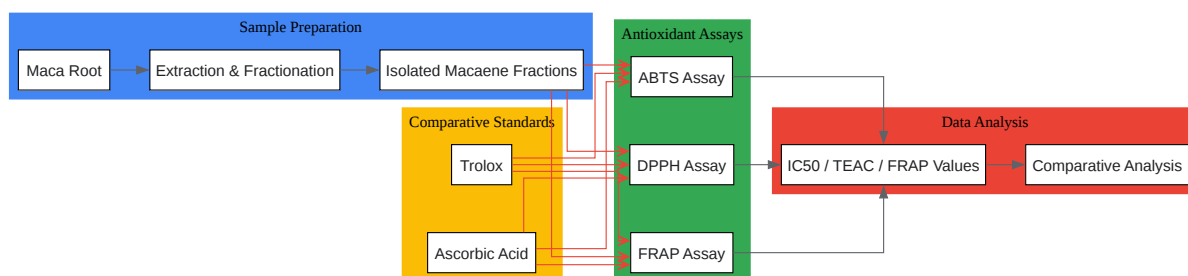 Sample Preparation
Maca Root
Extraction & Fractionation
Isolated Macaene Fractions
Comparative Standards
Trolox
Ascorbic Acid
Antioxidant Assays
ABTS Assay
DPPH Assay
FRAP Assay
Data Analysis
IC50 / TEAC / FRAP Values
Comparative Analysis